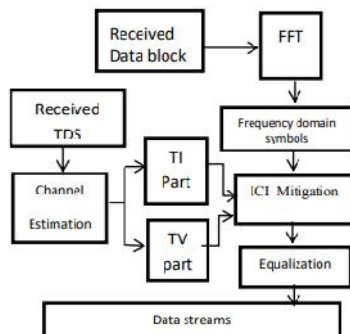 Received
Data block
FFT
Received
TDS
Frequency domain
symbols
TI
Part
Channel
Estimation
ICI Mitigation
TV
part
Equalization
Data streams